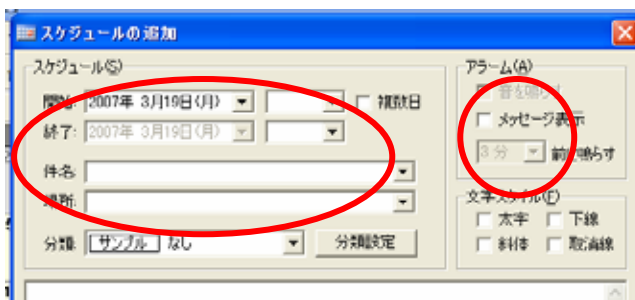 スケジュールの追加
スケジュール(S)
開始: 2007年 3月19日(月) 複数日
終了: 2007年 3月19日(月)
件名:
場所:
分類: サンプル なし 分類設定
アラーム(A)
音を鳴らす
メッセージ表示
3分 前に鳴らす
文字スタイル(F)
太字 下線
斜体 取消線